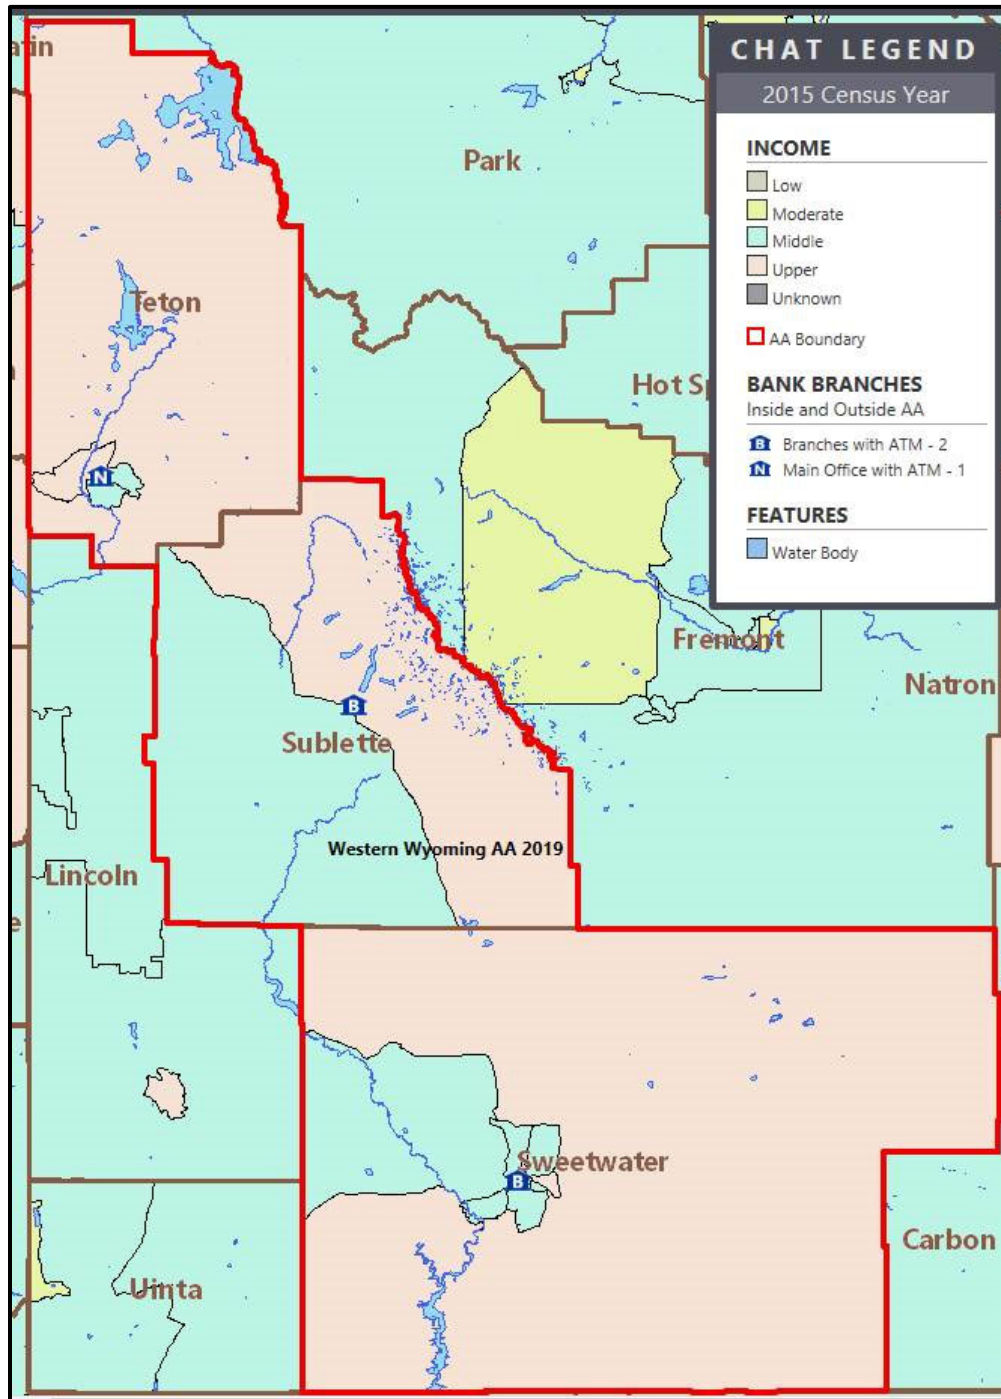 atin
Park
Teton
Hot Sp
Fremont
Natron
Sublette
Western Wyoming AA 2019
Lincoln
e
Sweetwater
Carbon
Uinta
CHAT LEGEND
2015 Census Year
INCOME
Low
Moderate
Middle
Upper
Unknown
AA Boundary
BANK BRANCHES
Inside and Outside AA
B Branches with ATM - 2
N Main Office with ATM - 1
FEATURES
Water Body
N
B
B